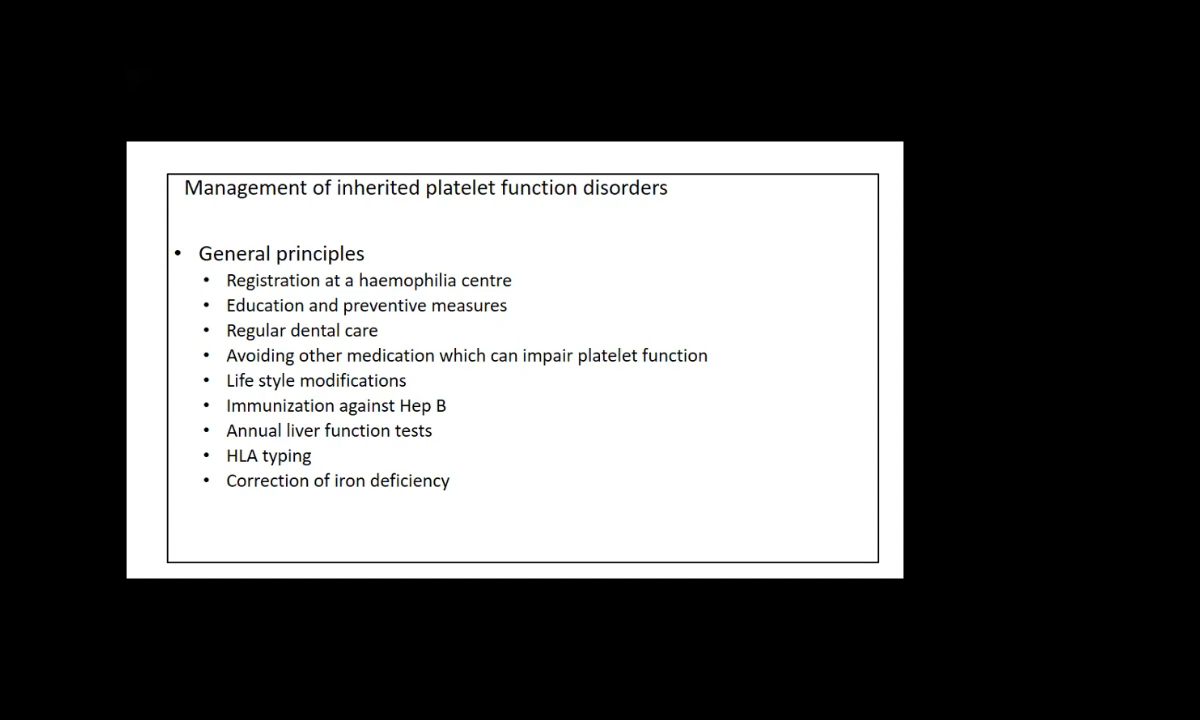 Management of inherited platelet function disorders
• General principles
• Registration at a haemophilia centre
• Education and preventive measures
• Regular dental care
• Avoiding other medication which can impair platelet function
• Life style modifications
• Immunization against Hep B
• Annual liver function tests
• HLA typing
• Correction of iron deficiency